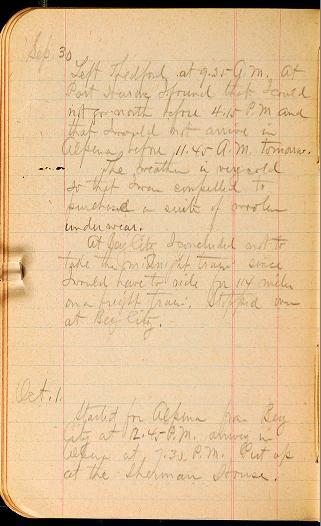 Sep. 30
Left Thedford at 9.25 A.M. At
Port Huron I found that I could
not go north before 4.15 P.M and
that I would not arrive in
Alpena before 11.45 A.M. tomorrow.
The weather is very cold
so that I was compelled to
purchase a suite of woolen
underwear.
At Bay City I concluded not to
take the midnight train since
I would have to ride for 114 miles
on a freight train. Stopped over
at Bay City.
Oct. 1.
Started for Alpena from Bay
City at 12.45 P.M. arriving in
Alpena at 7.30 P.M. Put up
at the Sherman House.